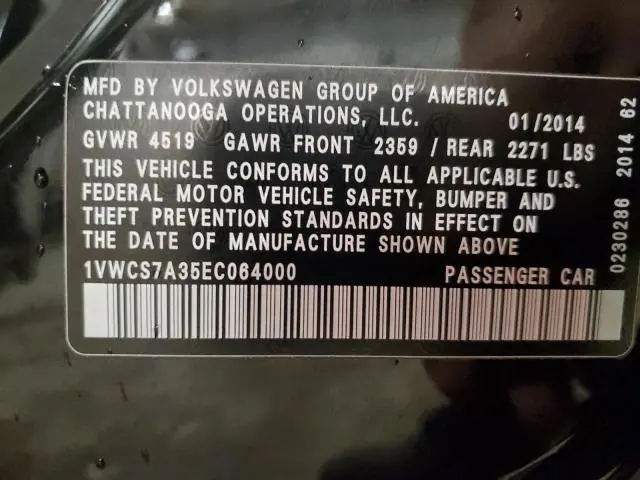 MFD BY VOLKSWAGEN GROUP OF AMERICA
CHATTANOOGA OPERATIONS, LLC. 01/2014
GVWR 4519 GAWR FRONT 2359 / REAR 2271 LBS
THIS VEHICLE CONFORMS TO ALL APPLICABLE U.S.
FEDERAL MOTOR VEHICLE SAFETY, BUMPER AND
THEFT PREVENTION STANDARDS IN EFFECT ON
THE DATE OF MANUFACTURE SHOWN ABOVE
1VWCS7A35EC064000 PASSENGER CAR
0230286 2014 62